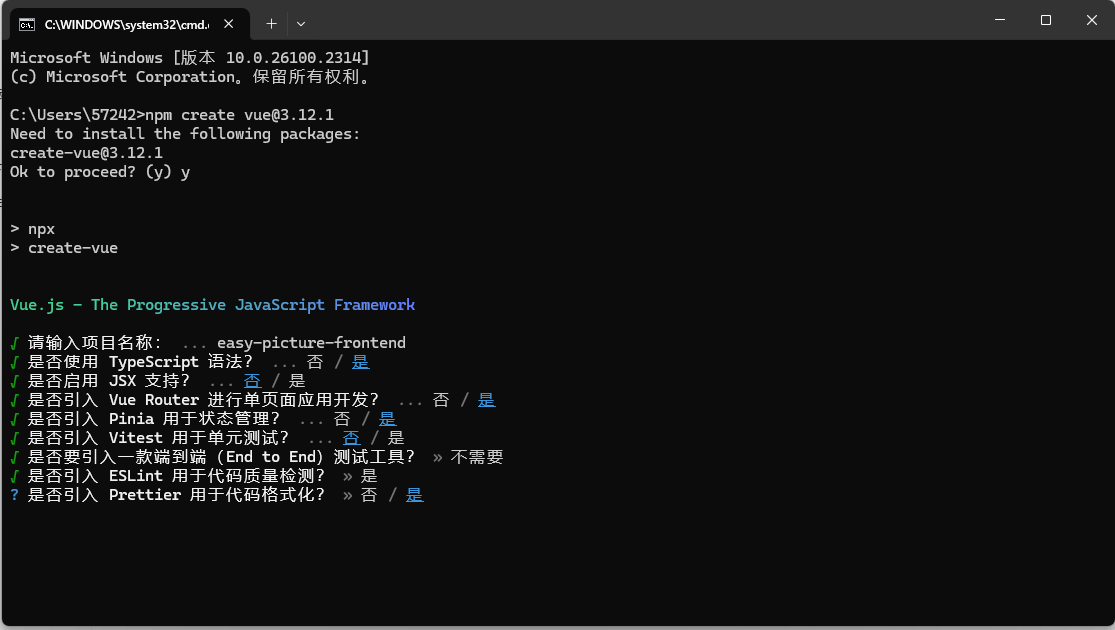 C:\WINDOWS\system32\cmd.
Microsoft Windows [版本 10.0.26100.2314]
(c) Microsoft Corporation。保留所有权利。
C:\Users\57242>npm create vue@3.12.1
Need to install the following packages:
create-vue@3.12.1
Ok to proceed? (y) y
> npx
> create-vue
Vue.js - The Progressive JavaScript Framework
√ 请输入项目名称： ... easy-picture-frontend
√ 是否使用 TypeScript 语法？ ... 否 / 是
√ 是否启用 JSX 支持？ ... 否 / 是
√ 是否引入 Vue Router 进行单页面应用开发？ ... 否 / 是
√ 是否引入 Pinia 用于状态管理？ ... 否 / 是
√ 是否引入 Vitest 用于单元测试？ ... 否 / 是
√ 是否要引入一款端到端（End to End）测试工具？ » 不需要
√ 是否引入 ESLint 用于代码质量检测？ » 是
? 是否引入 Prettier 用于代码格式化？ » 否 / 是